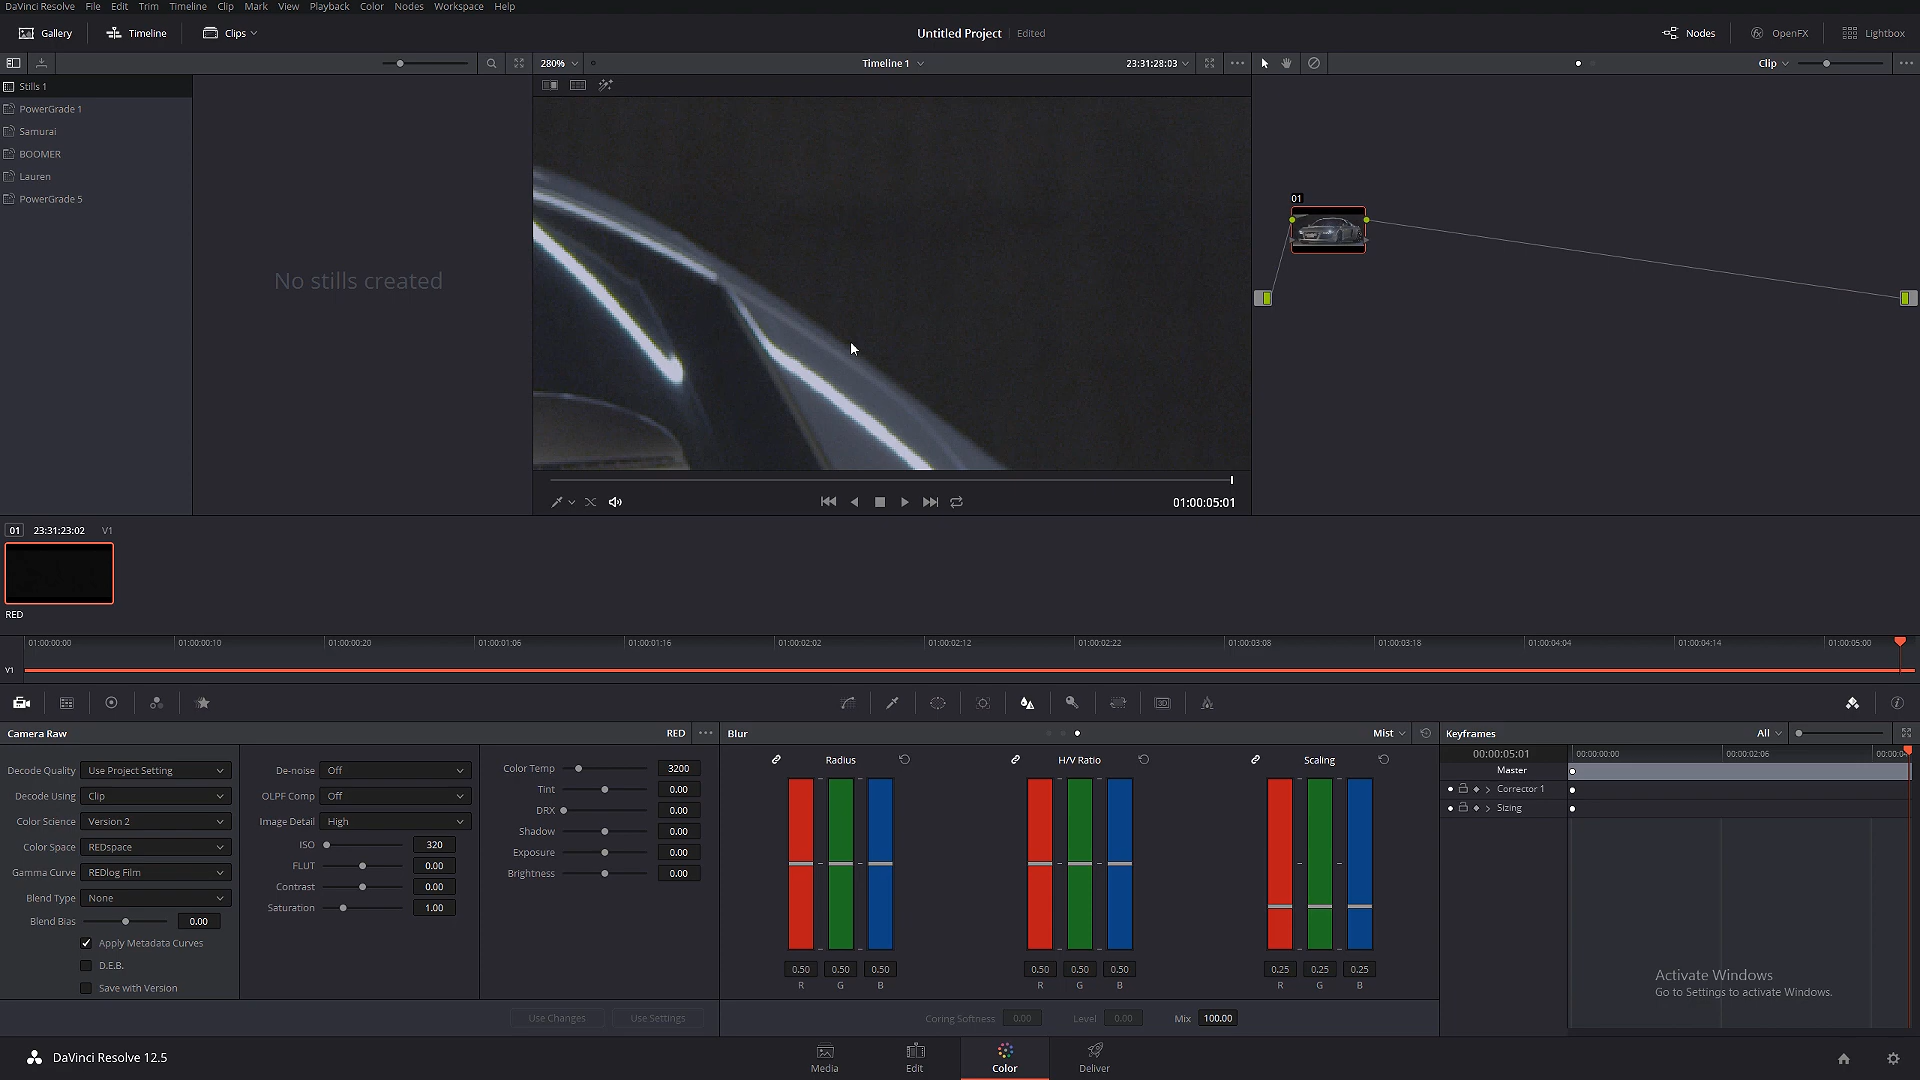 DaVinci Resolve File Edit Trim Timeline Clip Mark View Playback Color Nodes Workspace Help
Gallery Timeline Clips Untitled Project Edited Nodes OpenFX Lightbox
280% Timeline 1 23:31:28:03 Clip
Stills 1
PowerGrade 1
Samurai
BOOMER
Lauren
PowerGrade 5
No stills created
01
01:00:05:01
01 23:31:23:02 V1
RED
01:00:00:00 01:00:00:10 01:00:00:20 01:00:01:06 01:00:01:16 01:00:02:02 01:00:02:12 01:00:02:22 01:00:03:08 01:00:03:18 01:00:04:04 01:00:04:14 01:00:05:00
V1
3D
Camera Raw RED
Decode Quality Use Project Setting
Decode Using Clip
Color Science Version 2
Color Space REDspace
Gamma Curve REDlog Film
Blend Type None
Blend Bias 0.00
Apply Metadata Curves
D.E.B.
Save with Version
De-noise Off
OLPF Comp Off
Image Detail High
ISO 320
FLUT 0.00
Contrast 0.00
Saturation 1.00
Color Temp 3200
Tint 0.00
DRX 0.00
Shadow 0.00
Exposure 0.00
Brightness 0.00
Use Changes Use Settings
Blur Mist
Radius H/V Ratio Scaling
0.50 0.50 0.50 0.50 0.50 0.50 0.25 0.25 0.25
R G B R G B R G B
Coring Softness 0.00 Level 0.00 Mix 100.00
Keyframes All
00:00:05:01 00:00:00:00 00:00:02:06
Master
Corrector 1
Sizing
Activate Windows
Go to Settings to activate Windows.
DaVinci Resolve 12.5 Media Edit Color Deliver